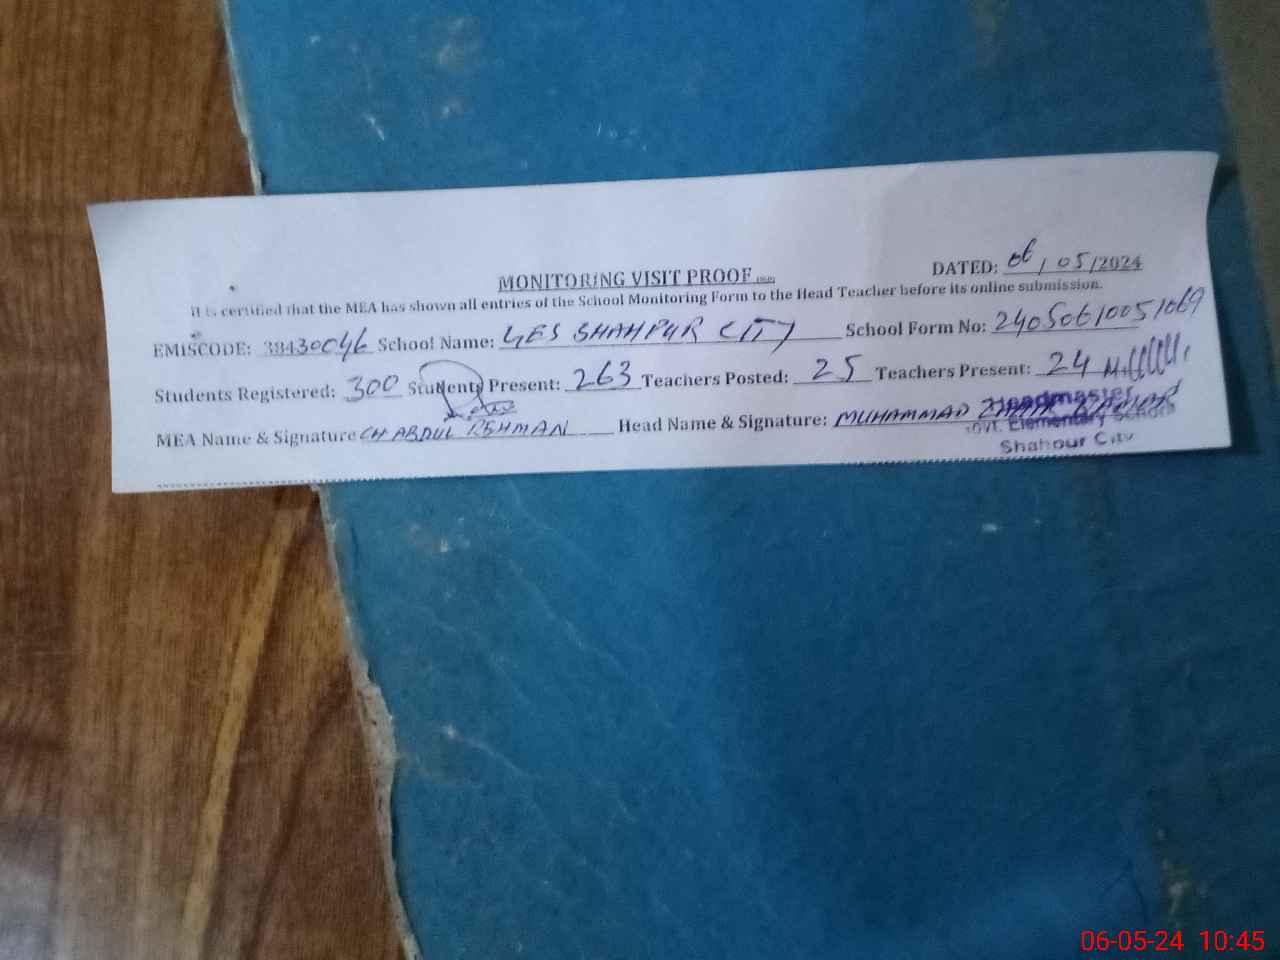 DATED: 06/05/2024
MONITORING VISIT PROOF
It is certified that the MEA has shown all entries of the School Monitoring Form to the Head Teacher before its online submission.
EMISCODE: 38430046 School Name: GES SHAHPUR CITY School Form No: 24050610051069
Students Registered: 300 Students Present: 263 Teachers Posted: 25 Teachers Present: 24
MEA Name & Signature CH ABDUL REHMAN Head Name & Signature: MUHAMMAD
Headmaster
Govt. Elementary School
Shahpur City
06-05-24 10:45